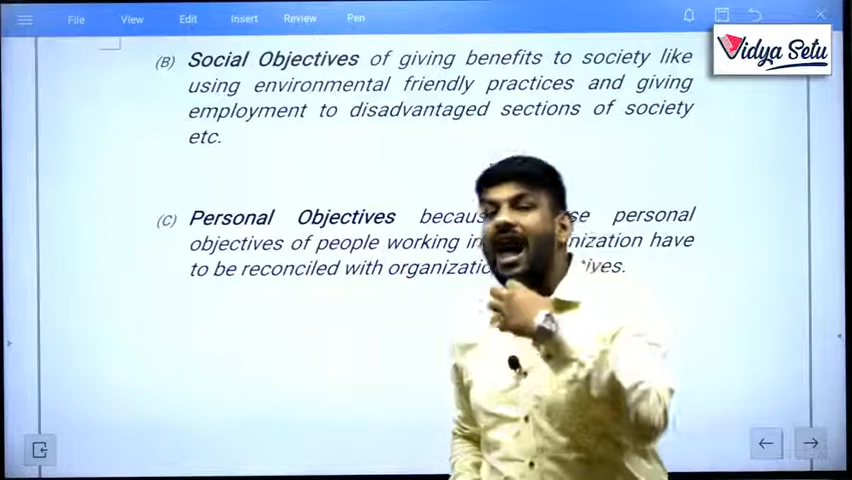 File View Edit Insert Review Pen
Vidya Setu
(B) Social Objectives of giving benefits to society like
using environmental friendly practices and giving
employment to disadvantaged sections of society
etc.
(C) Personal Objectives personal
objectives of people working in have
to be reconciled with